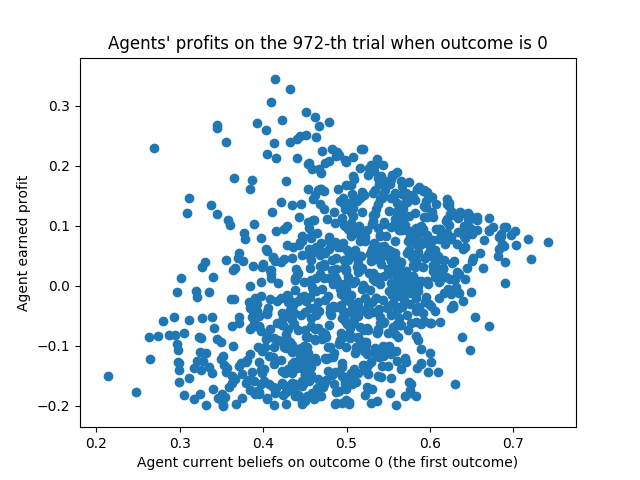 Agents' profits on the 972-th trial when outcome is 0
Agent earned profit
0.3
0.2
0.1
0.0
−0.1
−0.2
0.2 0.3 0.4 0.5 0.6 0.7
Agent current beliefs on outcome 0 (the first outcome)